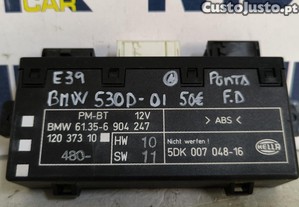 CustoJusto.pt
E39 A PORTA
BMW 530D-01 50€ F.D
PM-BT 12V
BMW 61.35-6 904 247
> ABS <
120 373 10 HW 10
Nicht werfen!
480- SW 11
5DK 007 048-16
HELLA